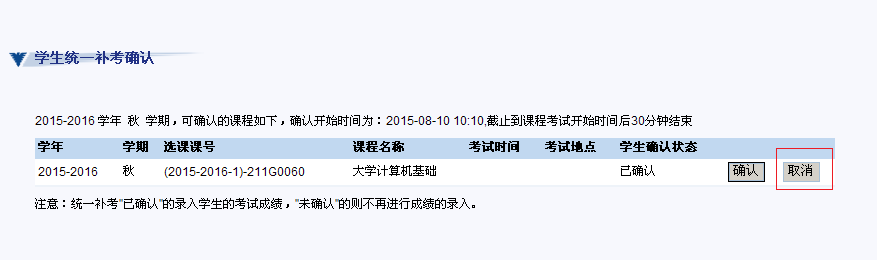 学生统一补考确认
2015-2016 学年 秋 学期，可确认的课程如下，确认开始时间为：2015-08-10 10:10,截止到课程考试开始时间后30分钟结束
学年 学期 选课课号 课程名称 考试时间 考试地点 学生确认状态
2015-2016 秋 (2015-2016-1)-211G0060 大学计算机基础 已确认 确认 取消
注意：统一补考"已确认"的录入学生的考试成绩，"未确认"的则不再进行成绩的录入。